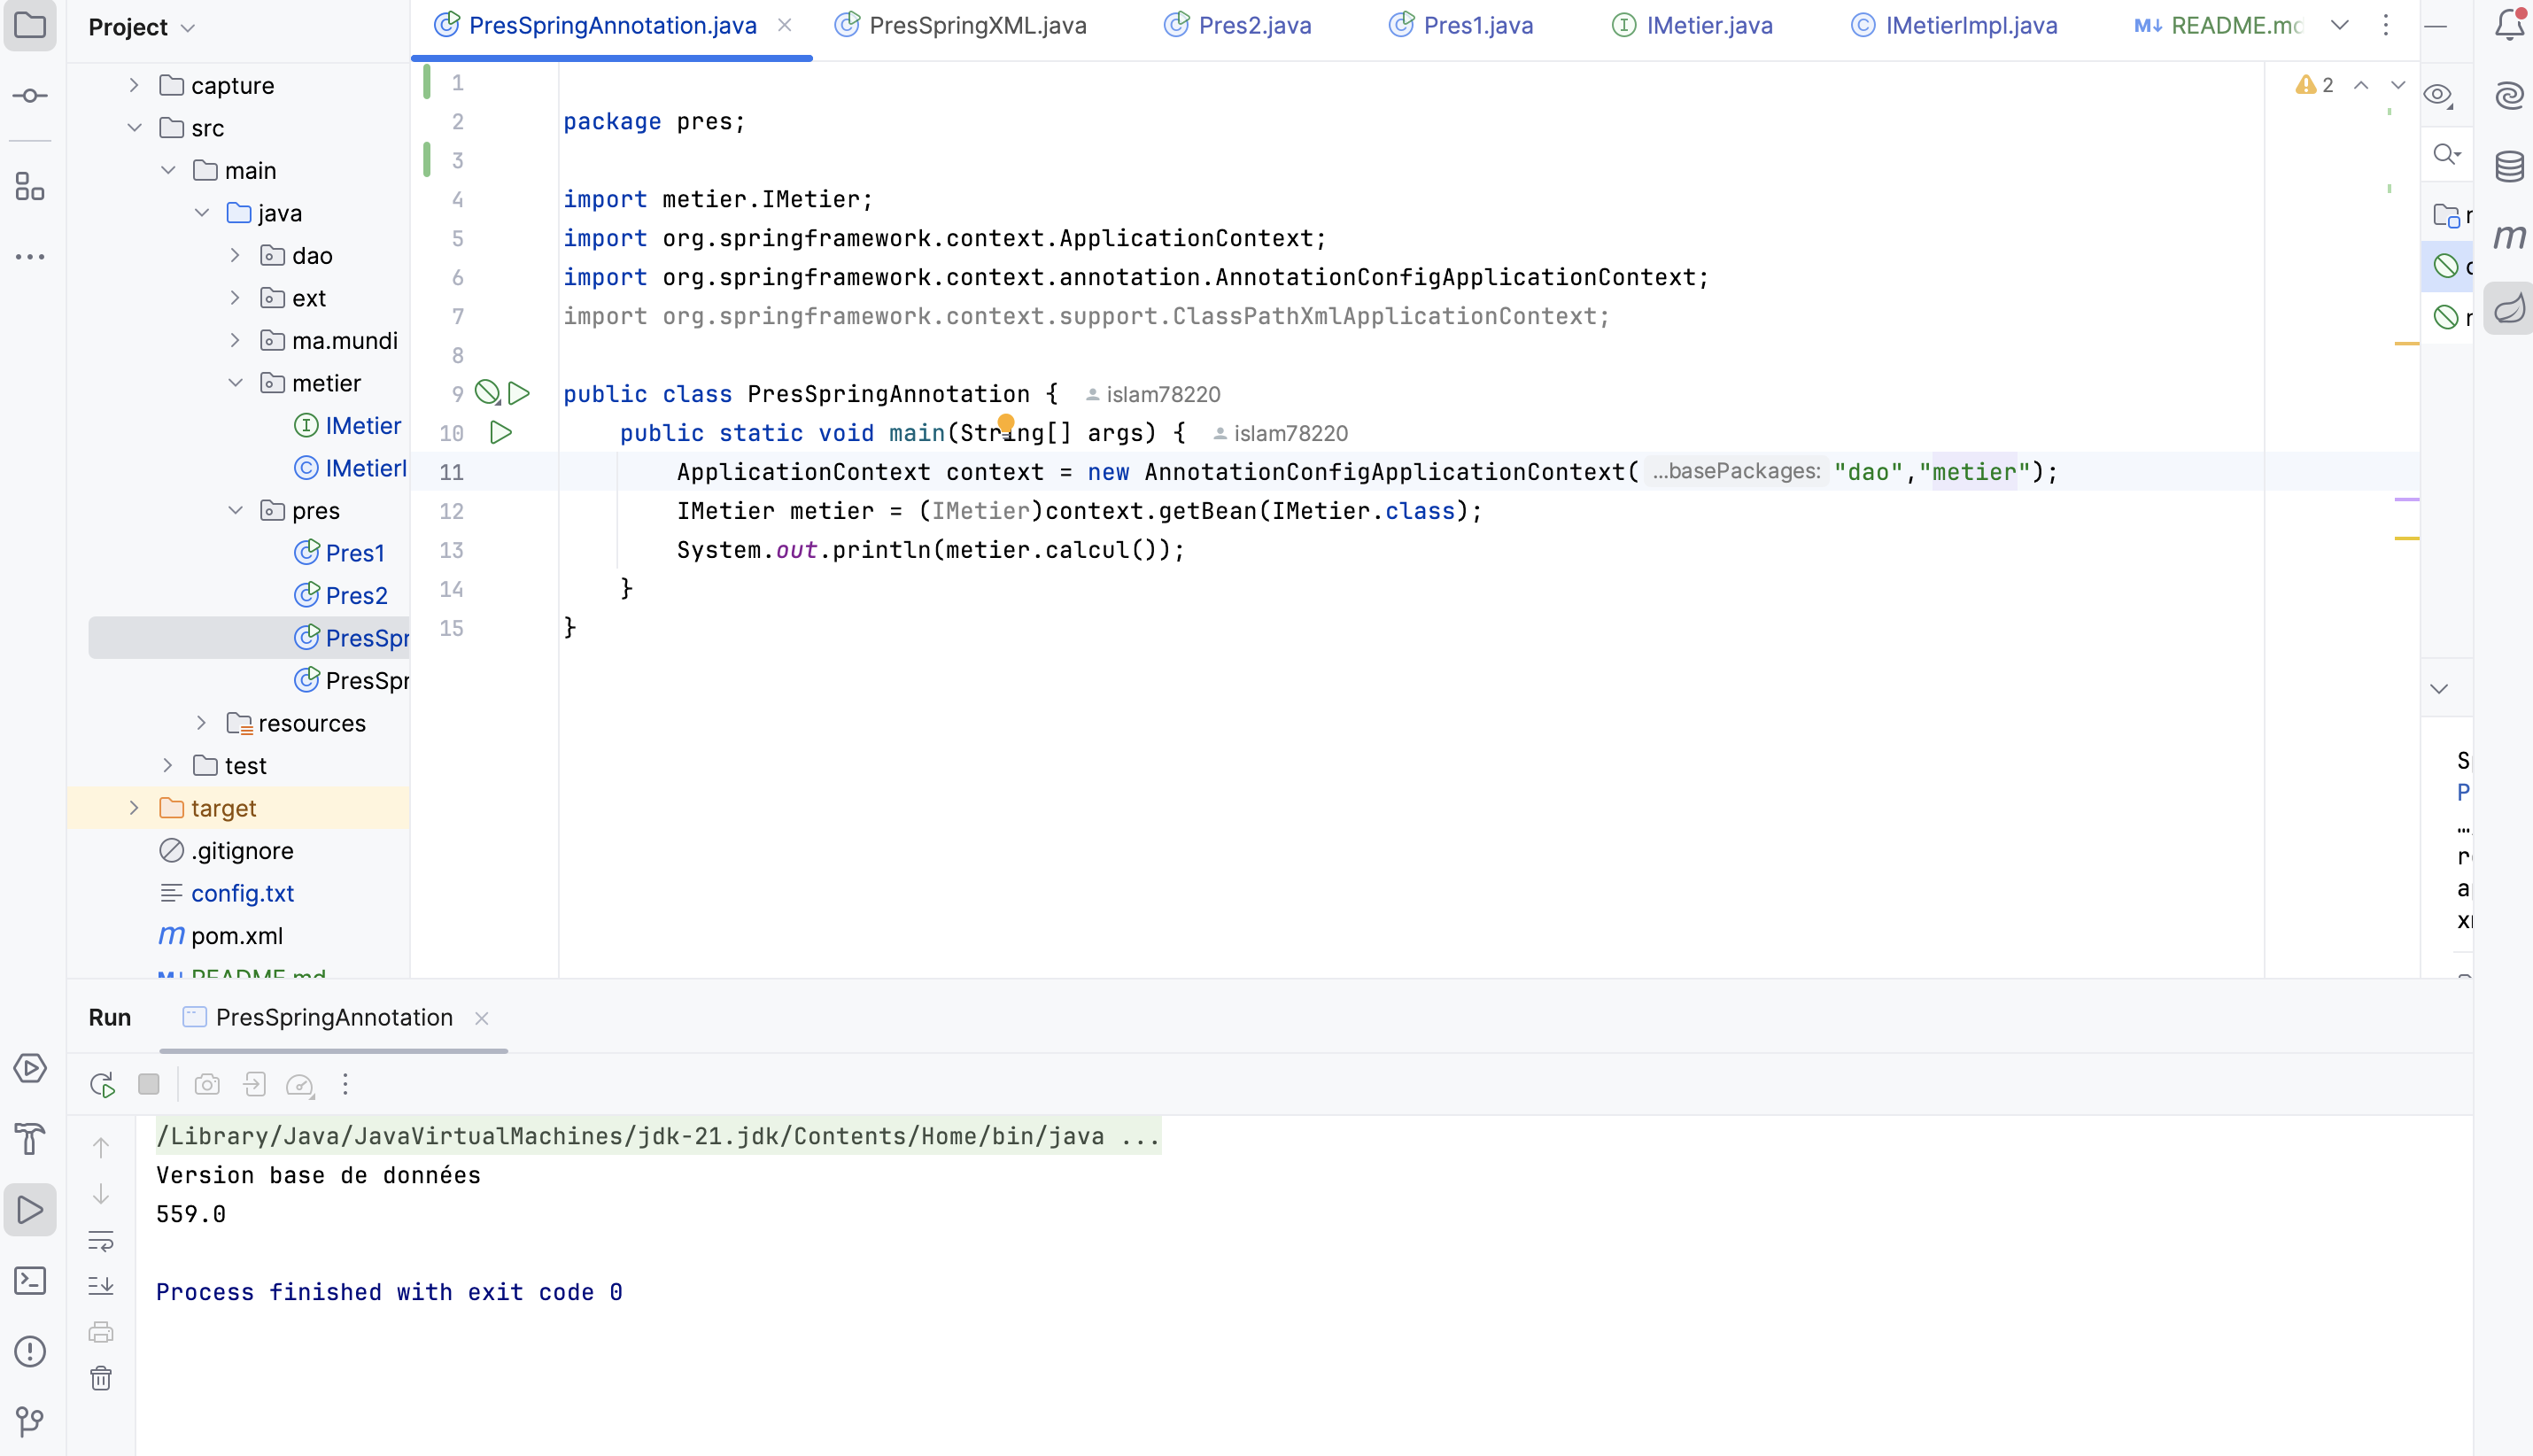 Project
PresSpringAnnotation.java
PresSpringXML.java
Pres2.java
Pres1.java
IMetier.java
IMetierImpl.java
README.md
capture
src
main
java
dao
ext
ma.mundi
metier
IMetier
IMetierI
pres
Pres1
Pres2
PresSpr
PresSpr
resources
test
target
.gitignore
config.txt
pom.xml
README.md
2
1
2 package pres;
3
4 import metier.IMetier;
5 import org.springframework.context.ApplicationContext;
6 import org.springframework.context.annotation.AnnotationConfigApplicationContext;
7 import org.springframework.context.support.ClassPathXmlApplicationContext;
8
9 public class PresSpringAnnotation { islam78220
10 public static void main(String[] args) { islam78220
11 ApplicationContext context = new AnnotationConfigApplicationContext( ...basePackages: "dao","metier");
12 IMetier metier = (IMetier)context.getBean(IMetier.class);
13 System.out.println(metier.calcul());
14 }
15 }
Run
PresSpringAnnotation
/Library/Java/JavaVirtualMachines/jdk-21.jdk/Contents/Home/bin/java ...
Version base de données
559.0
Process finished with exit code 0